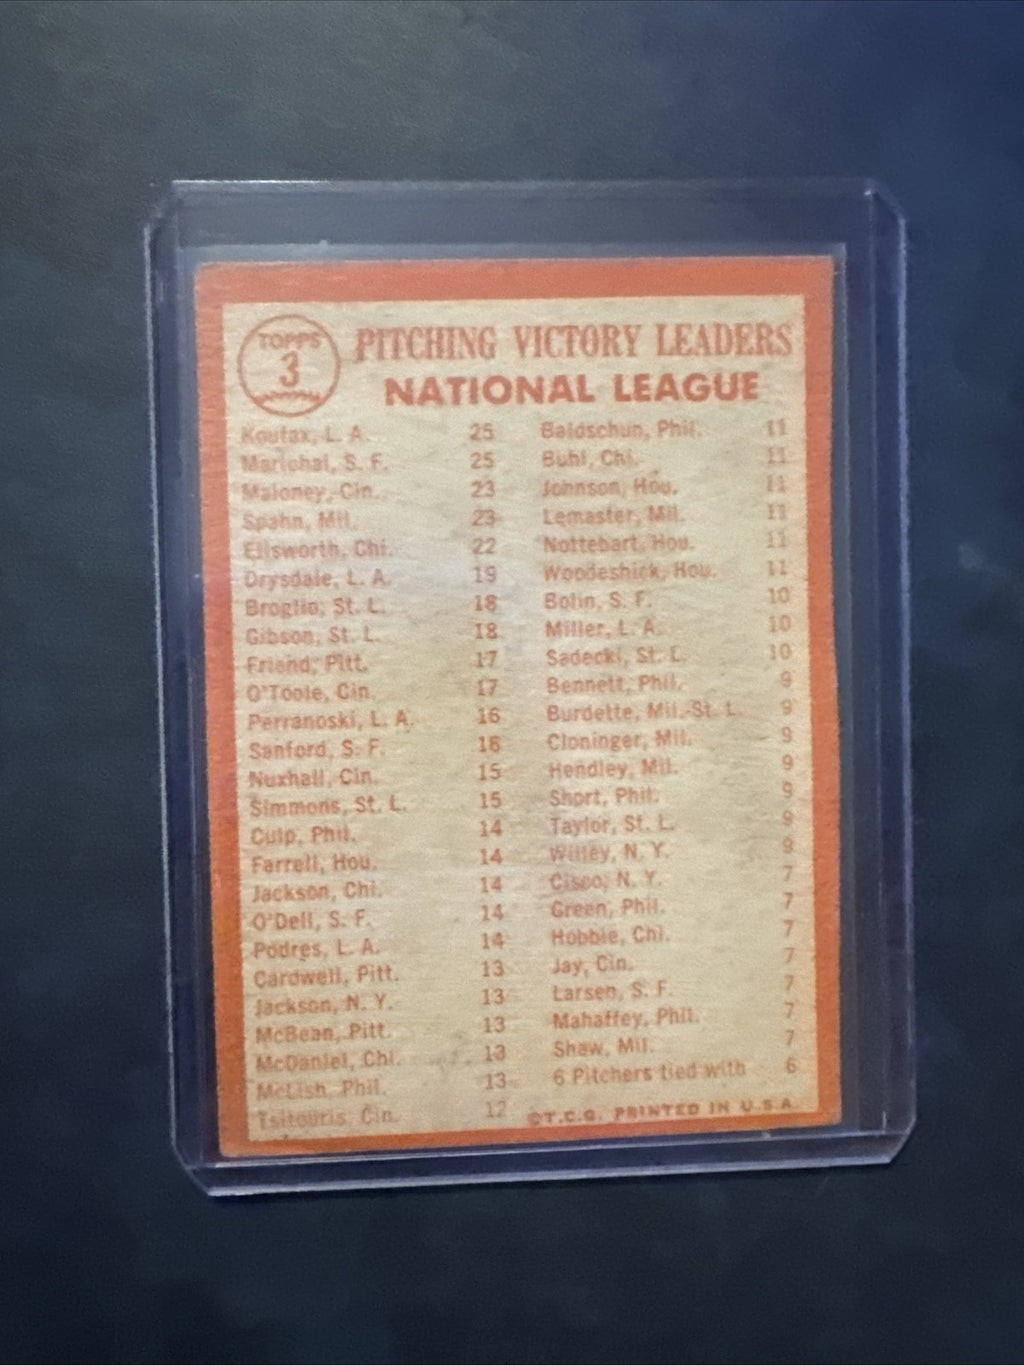 TOPPS
3
PITCHING VICTORY LEADERS
NATIONAL LEAGUE
Koufax, L. A. 25
Marichal, S. F. 25
Maloney, Cin. 23
Spahn, Mil. 23
Ellsworth, Chi. 22
Drysdale, L. A. 19
Broglio, St. L. 18
Gibson, St. L. 18
Friend, Pitt. 17
O'Toole, Cin. 17
Perranoski, L. A. 16
Sanford, S. F. 16
Nuxhall, Cin. 15
Simmons, St. L. 15
Culp, Phil. 14
Farrell, Hou. 14
Jackson, Chi. 14
O'Dell, S. F. 14
Podres, L. A. 14
Cardwell, Pitt. 13
Jackson, N. Y. 13
McBean, Pitt. 13
McDaniel, Chi. 13
McLish, Phil. 13
Tsitouris, Cin. 12
Baldschun, Phil. 11
Buhl, Chi. 11
Johnson, Hou. 11
Lemaster, Mil. 11
Nottebart, Hou. 11
Woodeshick, Hou. 11
Bolin, S. F. 10
Miller, L. A. 10
Sadecki, St. L. 10
Bennett, Phil. 9
Burdette, Mil.-St. L. 9
Cloninger, Mil. 9
Hendley, Mil. 9
Short, Phil. 9
Taylor, St. L. 9
Willey, N. Y. 9
Cisco, N. Y. 7
Green, Phil. 7
Hobbie, Chi. 7
Jay, Cin. 7
Larsen, S. F. 7
Mahaffey, Phil. 7
Shaw, Mil. 7
6 Pitchers tied with 6
©T.C.G. PRINTED IN U.S.A.